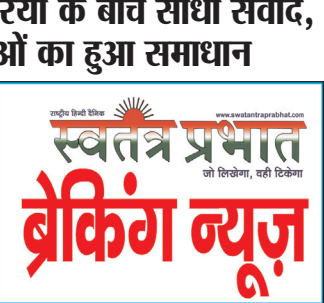 के बीच सीधा संवाद,
का हुआ समाधान
राष्ट्रीय हिन्दी दैनिक
www.swatantraprabhat.com
स्वतंत्र प्रभात
जो लिखेगा, वही टिकेगा
ब्रेकिंग न्यूज़